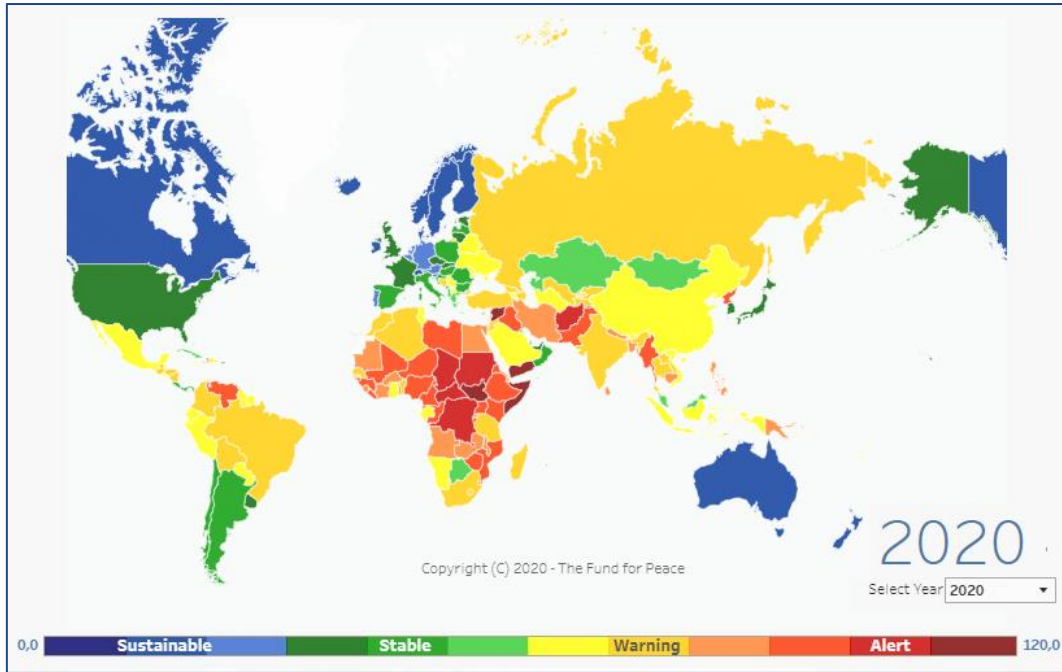 2020
Copyright (C) 2020 - The Fund for Peace
Select Year 2020
0,0 Sustainable Stable Warning Alert 120,0